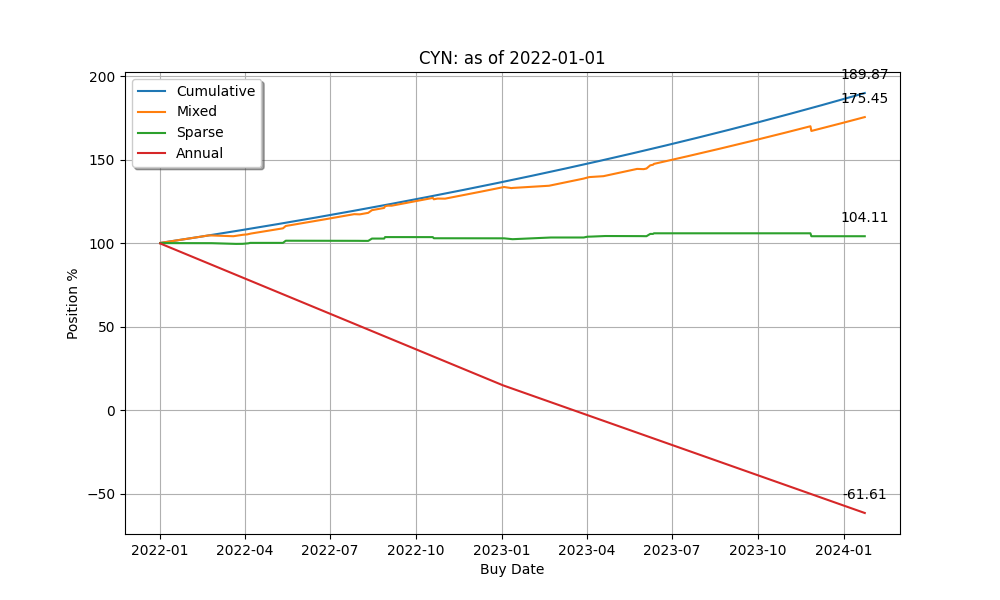 CYN: as of 2022-01-01
189.87
175.45
104.11
-61.61
Cumulative
Mixed
Sparse
Annual
200
150
100
50
0
−50
Position %
2022-01
2022-04
2022-07
2022-10
2023-01
2023-04
2023-07
2023-10
2024-01
Buy Date